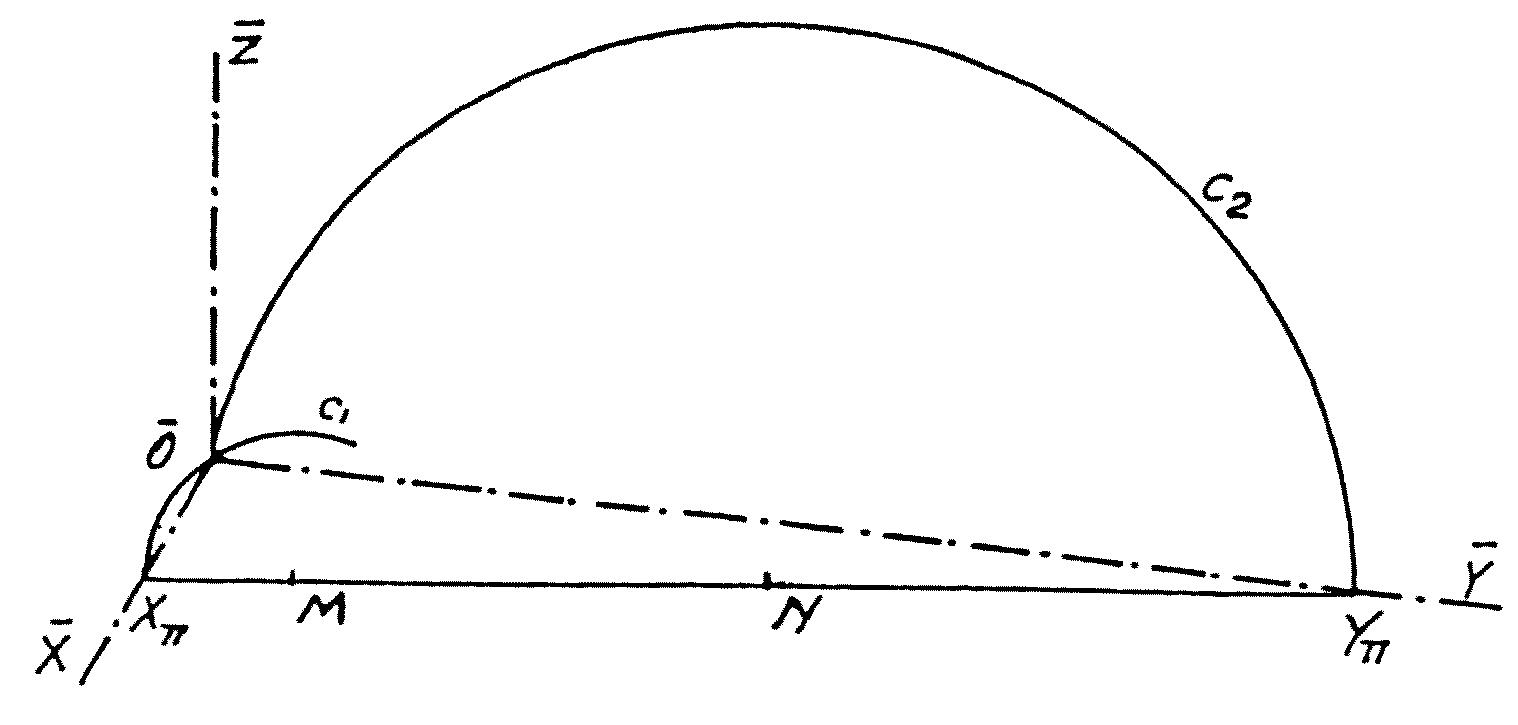 Z̄
C₂
C₁
Ō
Ȳ
X̄
Xπ
M
N
Yπ